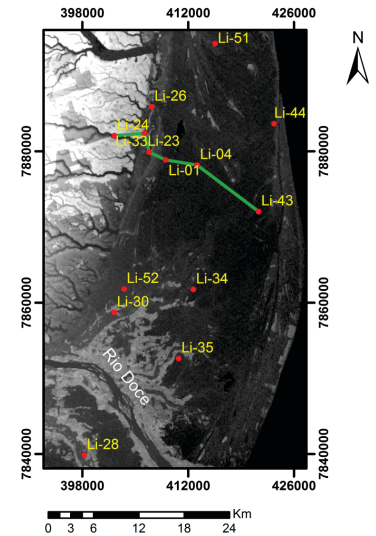 398000 412000 426000
N
Li-51
Li-26
Li-44
Li-24
Li-33 Li-23
Li-04
Li-01
Li-43
Li-52 Li-34
Li-30
Li-35
Rio Doce
Li-28
7880000 7880000
7860000 7860000
7840000 7840000
398000 412000 426000
Km
0 3 6 12 18 24